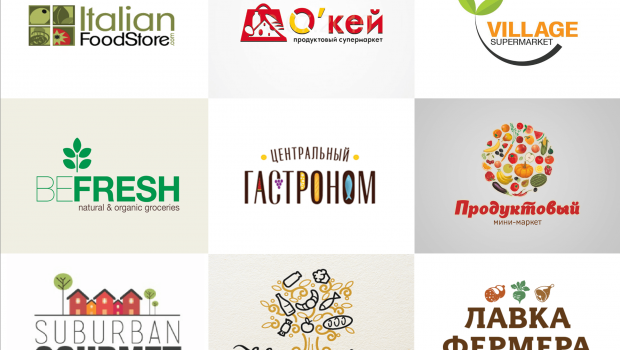 Italian
FoodStore.com
О'кей
продуктовый супермаркет
VILLAGE
SUPERMARKET
BEFRESH
natural & organic groceries
ЦЕНТРАЛЬНЫЙ
ГАСТРОНОМ
Продуктовый
мини-маркет
SUBURBAN
GOURMET
ЛАВКА
ФЕРМЕРА